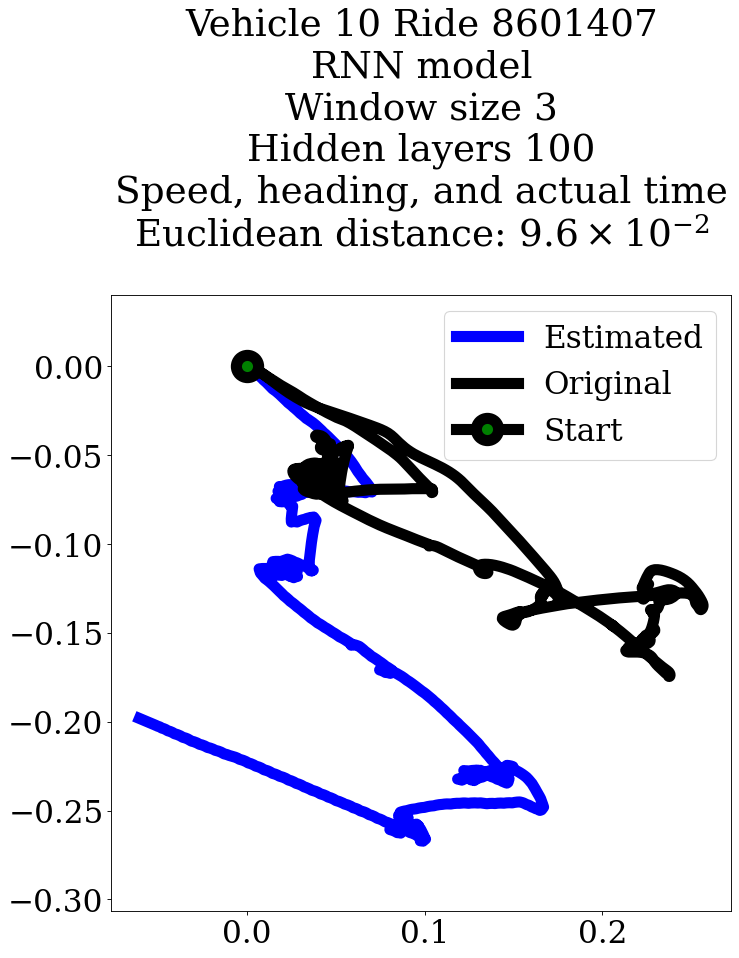 Vehicle 10 Ride 8601407
RNN model
Window size 3
Hidden layers 100
Speed, heading, and actual time
Euclidean distance: 9.6 × 10⁻²
Estimated
Original
Start
0.00
−0.05
−0.10
−0.15
−0.20
−0.25
−0.30
0.0 0.1 0.2